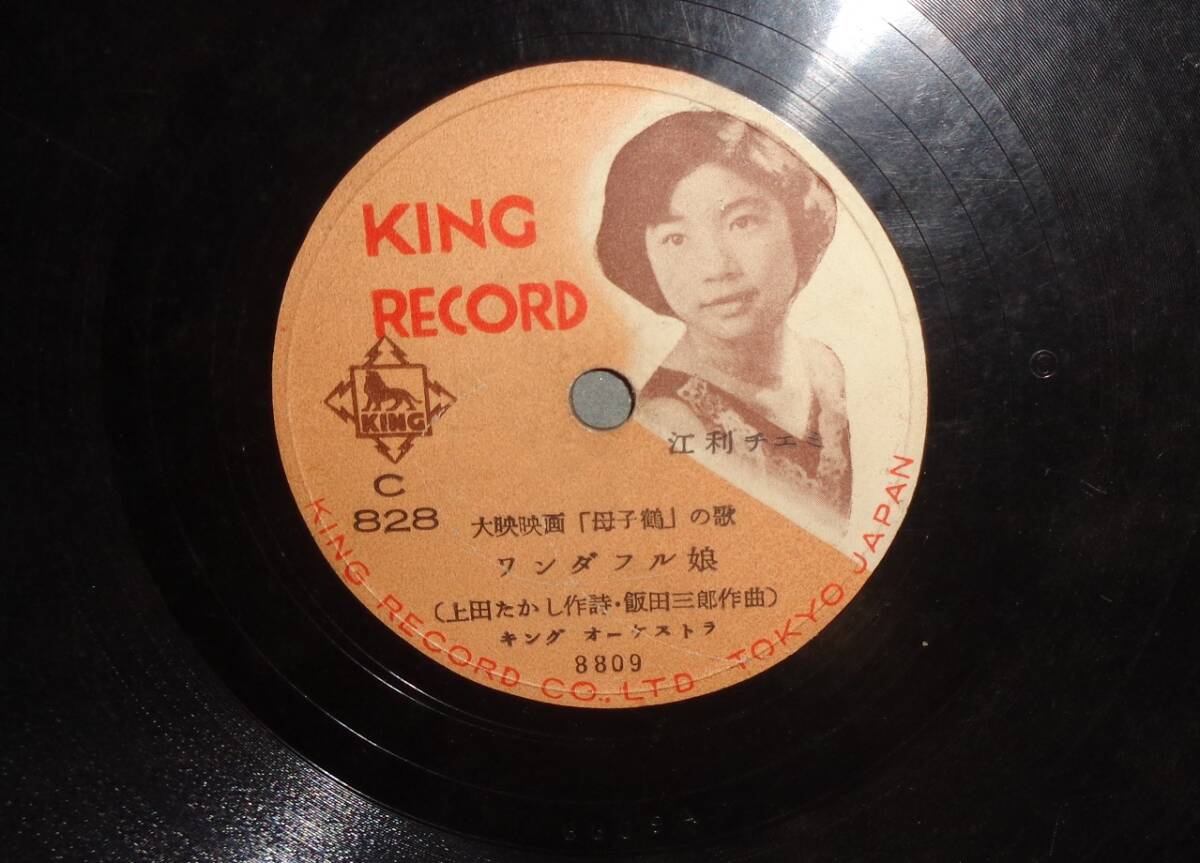 KING
RECORD
KING
C
828
江利チエミ
大映映画「母子鶴」の歌
ワンダフル娘
(上田たかし作詩・飯田三郎作曲)
キング オーケストラ
8809
KING RECORD CO., LTD. TOKYO JAPAN